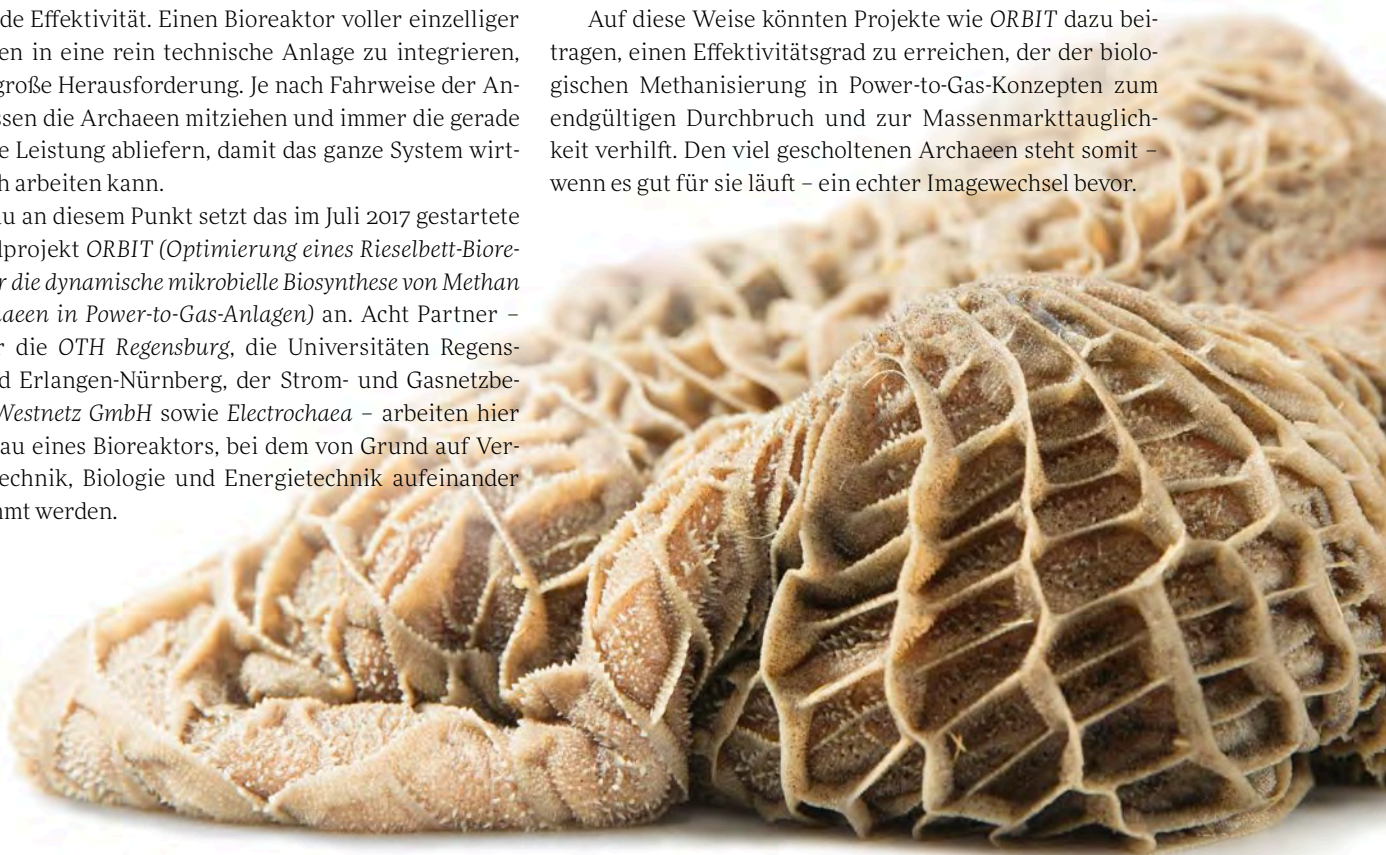 de Effektivität. Einen Bioreaktor voller einzelliger
en in eine rein technische Anlage zu integrieren,
große Herausforderung. Je nach Fahrweise der An-
ssen die Archaeen mitziehen und immer die gerade
e Leistung abliefern, damit das ganze System wirt-
h arbeiten kann.
u an diesem Punkt setzt das im Juli 2017 gestartete
lprojekt ORBIT (Optimierung eines Rieselbett-Biore-
r die dynamische mikrobielle Biosynthese von Methan
aeen in Power-to-Gas-Anlagen) an. Acht Partner –
r die OTH Regensburg, die Universitäten Regens-
d Erlangen-Nürnberg, der Strom- und Gasnetzbe-
Westnetz GmbH sowie Electrochaea – arbeiten hier
au eines Bioreaktors, bei dem von Grund auf Ver-
echnik, Biologie und Energietechnik aufeinander
mt werden.
Auf diese Weise könnten Projekte wie ORBIT dazu bei-
tragen, einen Effektivitätsgrad zu erreichen, der der biolo-
gischen Methanisierung in Power-to-Gas-Konzepten zum
endgültigen Durchbruch und zur Massenmarkttauglich-
keit verhilft. Den viel gescholtenen Archaeen steht somit –
wenn es gut für sie läuft – ein echter Imagewechsel bevor.